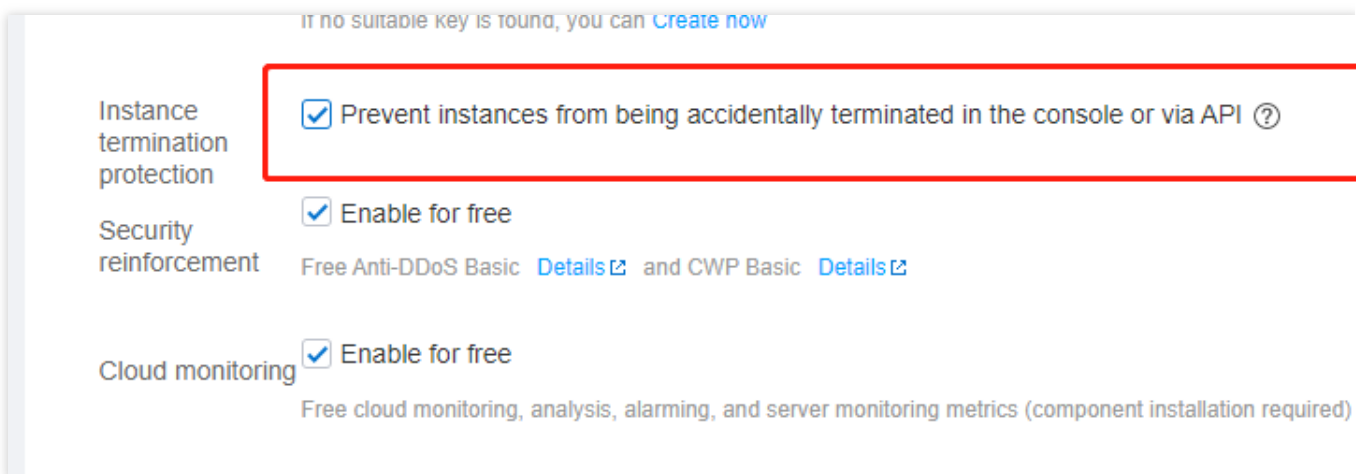 If no suitable key is found, you can Create now
Instance
termination
protection
Prevent instances from being accidentally terminated in the console or via API ?
Security
reinforcement
Enable for free
Free Anti-DDoS Basic Details and CWP Basic Details
Cloud monitoring
Enable for free
Free cloud monitoring, analysis, alarming, and server monitoring metrics (component installation required)